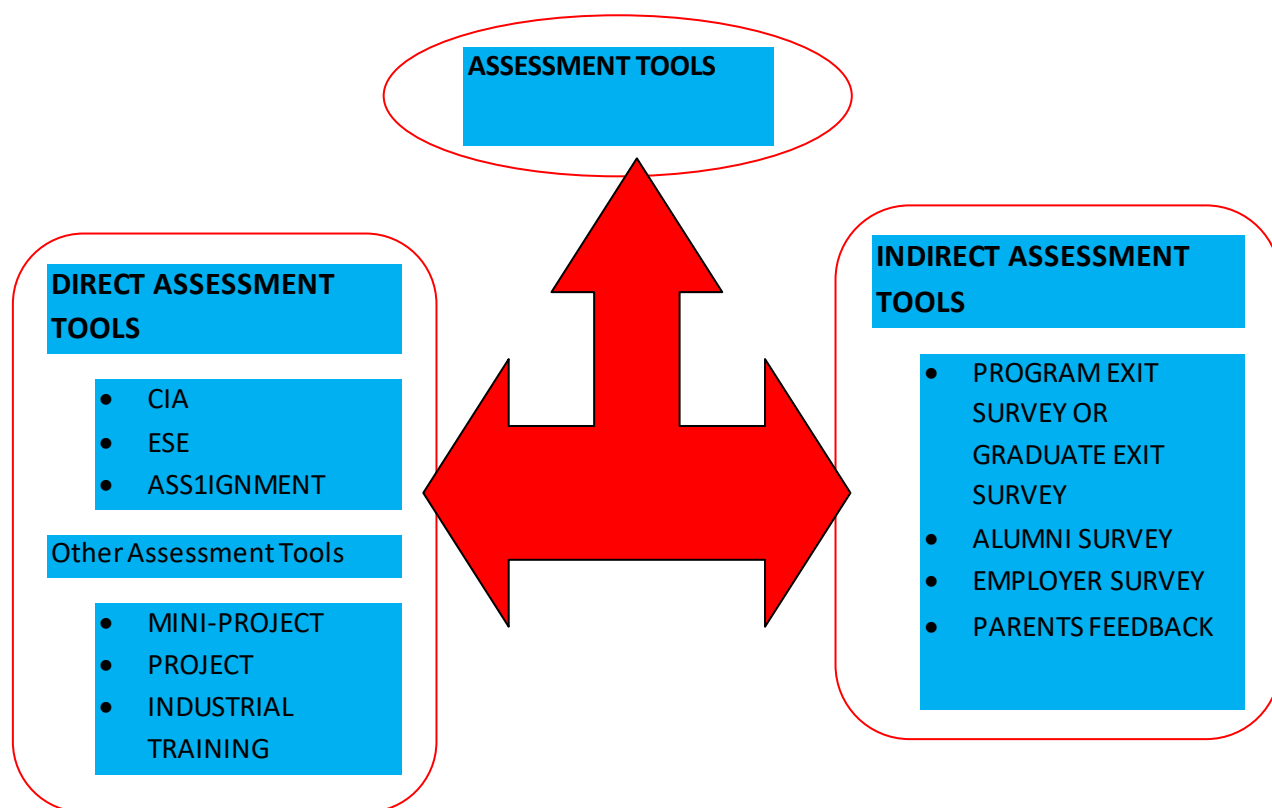 ASSESSMENT TOOLS
DIRECT ASSESSMENT
TOOLS
• CIA
• ESE
• ASS1IGNMENT
Other Assessment Tools
• MINI-PROJECT
• PROJECT
• INDUSTRIAL
TRAINING
INDIRECT ASSESSMENT
TOOLS
• PROGRAM EXIT
SURVEY OR
GRADUATE EXIT
SURVEY
• ALUMNI SURVEY
• EMPLOYER SURVEY
• PARENTS FEEDBACK